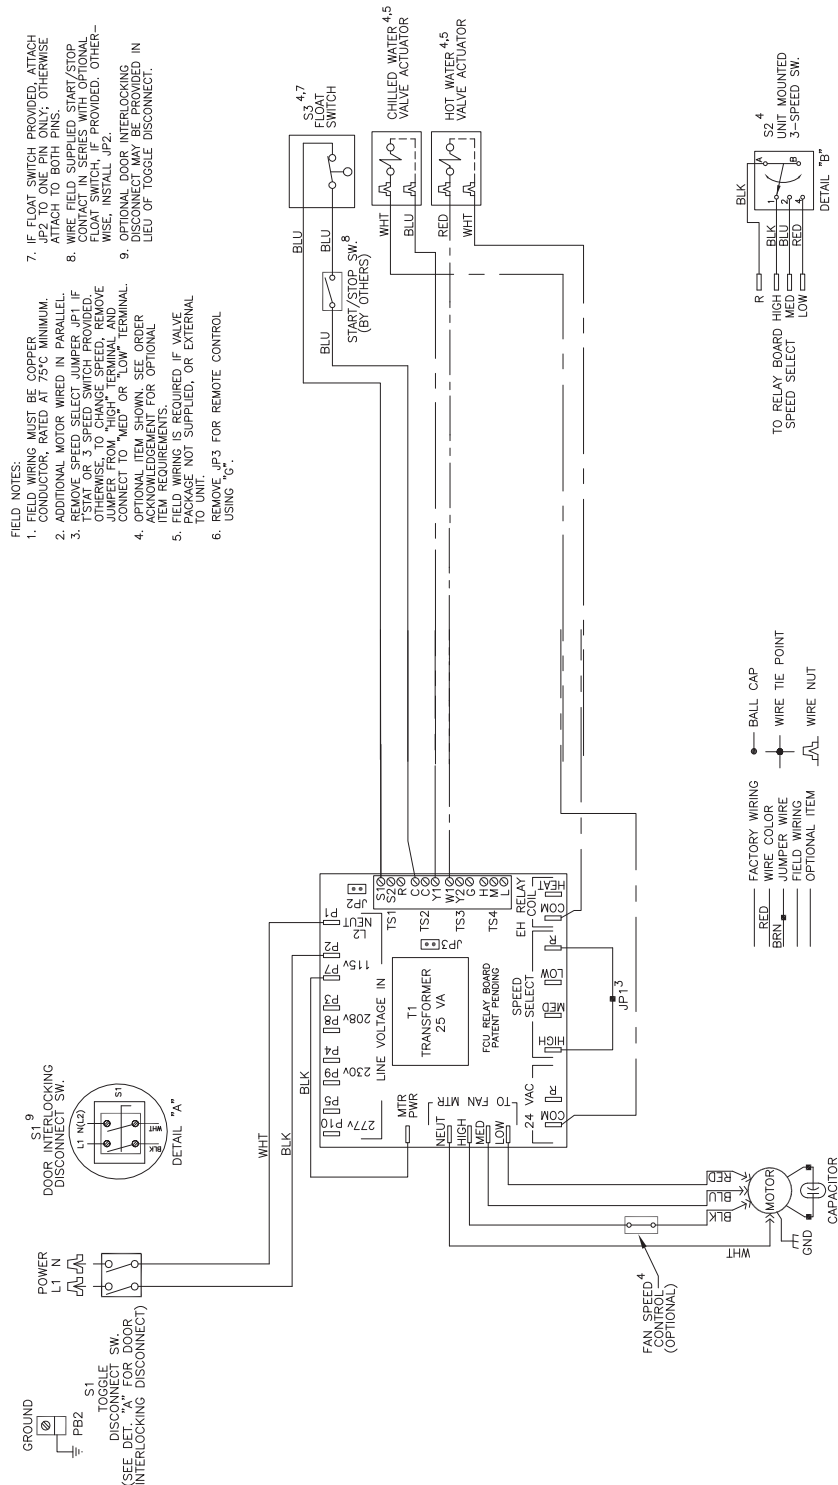 FIELD NOTES:
1. FIELD WIRING MUST BE COPPER
CONDUCTOR, RATED AT 75°C MINIMUM.
2. ADDITIONAL MOTOR WIRED IN PARALLEL.
3. REMOVE SPEED SELECT JUMPER JP1 IF
T'STAT OR 3 SPEED SWITCH PROVIDED.
OTHERWISE, TO CHANGE SPEED, REMOVE
JUMPER FROM "HIGH" TERMINAL AND
CONNECT TO "MED" OR "LOW" TERMINAL.
4. OPTIONAL ITEM SHOWN. SEE ORDER
ACKNOWLEDGEMENT FOR OPTIONAL
ITEM REQUIREMENTS.
5. FIELD WIRING IS REQUIRED IF VALVE
PACKAGE NOT SUPPLIED, OR EXTERNAL
TO UNIT.
6. REMOVE JP3 FOR REMOTE CONTROL
USING "G".
7. IF FLOAT SWITCH PROVIDED, ATTACH
JP2 TO ONE PIN ONLY; OTHERWISE
ATTACH TO BOTH PINS.
8. WIRE FIELD SUPPLIED START/STOP
CONTACT IN SERIES WITH OPTIONAL
FLOAT SWITCH, IF PROVIDED. OTHER-
WISE, INSTALL JP2.
9. OPTIONAL DOOR INTERLOCKING
DISCONNECT MAY BE PROVIDED IN
LIEU OF TOGGLE DISCONNECT.
GROUND
PB2
S1
TOGGLE
DISCONNECT SW.
(SEE DET. "A" FOR DOOR
INTERLOCKING DISCONNECT)
POWER
L1 N
S1 9
DOOR INTERLOCKING
DISCONNECT SW.
L1 N(L2)
S1
BLK
WHT
DETAIL "A"
WHT
BLK
BLK
P10
P5
P9
P4
P8
P3
P7
P2
P1
277v
230v
208v
115v
NEUT
L2
LINE VOLTAGE IN
JP2
MTR
PWR
T1
TRANSFORMER
25 VA
JP3
FCU RELAY BOARD
PATENT PENDING
S1
S2
R
C
C
Y1
W1
Y2
G
H
M
L
TS1
TS2
TS3
TS4
NEUT
HIGH
MED
LOW
TO FAN MTR
24 VAC
COM
R
SPEED
SELECT
HIGH
MED
LOW
R
EH RELAY
COIL
COM
HEAT
JP1 3
BLU
BLU
BLU
START/STOP SW. 8
(BY OTHERS)
S3 4,7
FLOAT
SWITCH
WHT
BLU
CHILLED WATER 4,5
VALVE ACTUATOR
RED
WHT
HOT WATER 4,5
VALVE ACTUATOR
FAN SPEED 4
CONTROL
(OPTIONAL)
WHT
BLK
BLU
RED
MOTOR
GND
CAPACITOR
FACTORY WIRING
RED WIRE COLOR
BRN JUMPER WIRE
FIELD WIRING
OPTIONAL ITEM
BALL CAP
WIRE TIE POINT
WIRE NUT
TO RELAY BOARD
SPEED SELECT
R
HIGH
MED
LOW
BLK
BLK
BLU
RED
1
2
4
A
B
S2 4
UNIT MOUNTED
3-SPEED SW.
DETAIL "B"